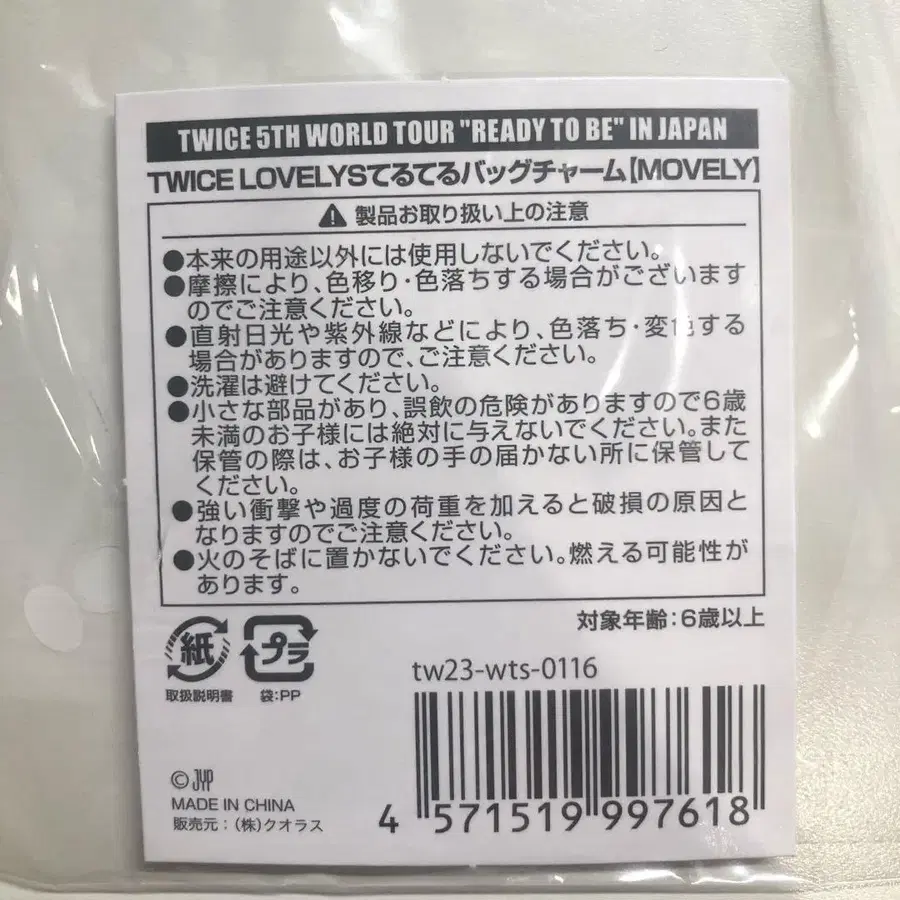 TWICE 5TH WORLD TOUR "READY TO BE" IN JAPAN
TWICE LOVELYSてるてるバッグチャーム【MOVELY】
⚠ 製品お取り扱い上の注意
●本来の用途以外には使用しないでください。
●摩擦により、色移り・色落ちする場合がございます
のでご注意ください。
●直射日光や紫外線などにより、色落ち・変色する
場合がありますので、ご注意ください。
●洗濯は避けてください。
●小さな部品があり、誤飲の危険がありますので6歳
未満のお子様には絶対に与えないでください。また
保管の際は、お子様の手の届かない所に保管して
ください。
●強い衝撃や過度の荷重を加えると破損の原因と
なりますのでご注意ください。
●火のそばに置かないでください。燃える可能性が
あります。
対象年齢：6歳以上
紙 プラ
取扱説明書 袋：PP
tw23-wts-0116
©JYP
MADE IN CHINA
販売元：（株）クオラス
4 571519 997618